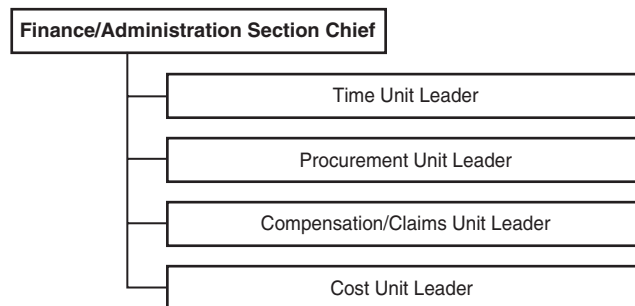 Finance/Administration Section Chief
Time Unit Leader
Procurement Unit Leader
Compensation/Claims Unit Leader
Cost Unit Leader